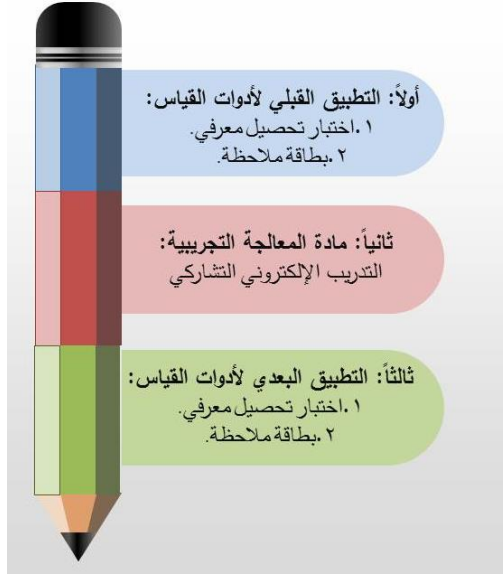 أولاً: التطبيق القبلي لأدوات القياس:
١.اختبار تحصيل معرفي.
٢.بطاقة ملاحظة.
ثانياً: مادة المعالجة التجريبية:
التدريب الإلكتروني التشاركي
ثالثاً: التطبيق البعدي لأدوات القياس:
١.اختبار تحصيل معرفي.
٢.بطاقة ملاحظة.